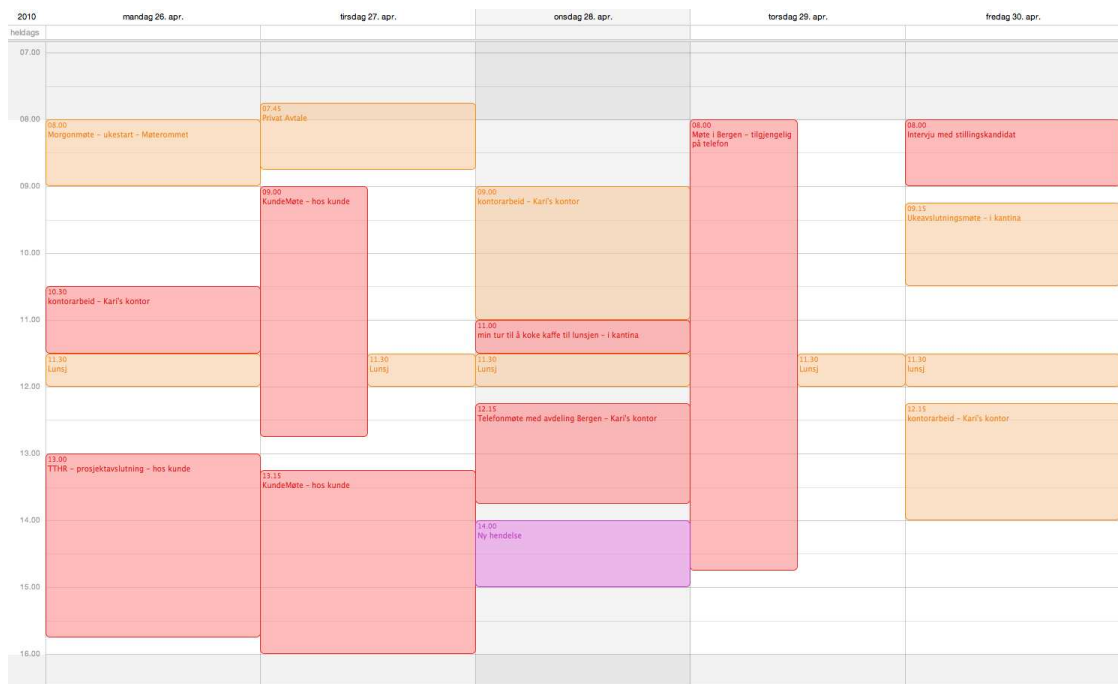 2010
mandag 26. apr.
tirsdag 27. apr.
onsdag 28. apr.
torsdag 29. apr.
fredag 30. apr.
heldags
07.00
08.00
09.00
10.00
11.00
12.00
13.00
14.00
15.00
16.00
08.00
Morgonmøte - ukestart - Møterommet
10.30
kontorarbeid - Kari's kontor
11.30
Lunsj
13.00
TTHR - prosjektavslutning - hos kunde
07.45
Privat Avtale
09.00
KundeMøte - hos kunde
11.30
Lunsj
13.15
KundeMøte - hos kunde
09.00
kontorarbeid - Kari's kontor
11.00
min tur til å koke kaffe til lunsjen - i kantina
11.30
Lunsj
12.15
Telefonmøte med avdeling Bergen - Kari's kontor
14.00
Ny hendelse
08.00
Møte i Bergen - tilgjengelig
på telefon
11.30
Lunsj
08.00
Intervju med stillingskandidat
09.15
Ukeavslutningsmøte - i kantina
11.30
lunsj
12.15
kontorarbeid - Kari's kontor